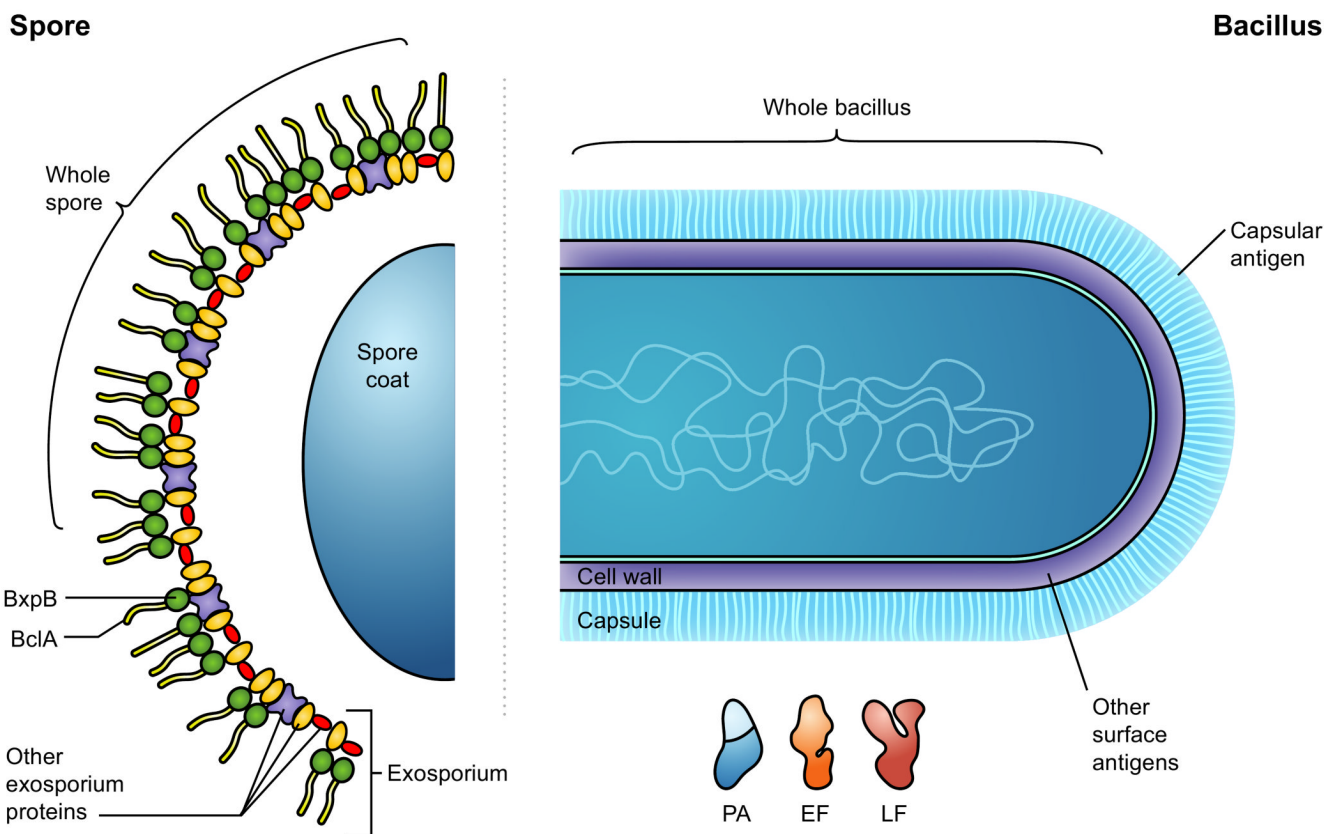 Spore
Bacillus
Whole bacillus
Whole
spore
Capsular
antigen
Spore
coat
BxpB
BclA
Cell wall
Capsule
Other
exosporium
proteins
Exosporium
Other
surface
antigens
PA
EF
LF